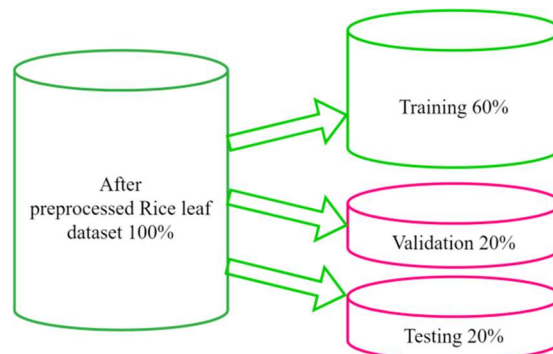 After
preprocessed Rice leaf
dataset 100%
Training 60%
Validation 20%
Testing 20%